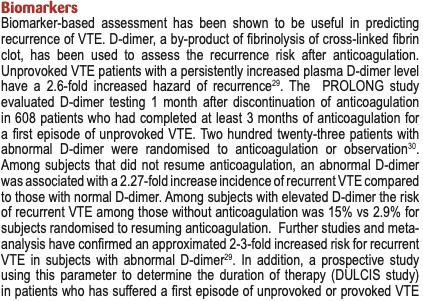 Biomarkers
Biomarker-based assessment has been shown to be useful in predicting
recurrence of VTE. D-dimer, a by-product of fibrinolysis of cross-linked fibrin
clot, has been used to assess the recurrence risk after anticoagulation.
Unprovoked VTE patients with a persistently increased plasma D-dimer level
have a 2.6-fold increased hazard of recurrence²⁹. The PROLONG study
evaluated D-dimer testing 1 month after discontinuation of anticoagulation
in 608 patients who had completed at least 3 months of anticoagulation for
a first episode of unprovoked VTE. Two hundred twenty-three patients with
abnormal D-dimer were randomised to anticoagulation or observation³⁰.
Among subjects that did not resume anticoagulation, an abnormal D-dimer
was associated with a 2.27-fold increase incidence of recurrent VTE compared
to those with normal D-dimer. Among subjects with elevated D-dimer the risk
of recurrent VTE among those without anticoagulation was 15% vs 2.9% for
subjects randomised to resuming anticoagulation. Further studies and meta-
analysis have confirmed an approximated 2-3-fold increased risk for recurrent
VTE in subjects with abnormal D-dimer²⁹. In addition, a prospective study
using this parameter to determine the duration of therapy (DULCIS study)
in patients who has suffered a first episode of unprovoked or provoked VTE